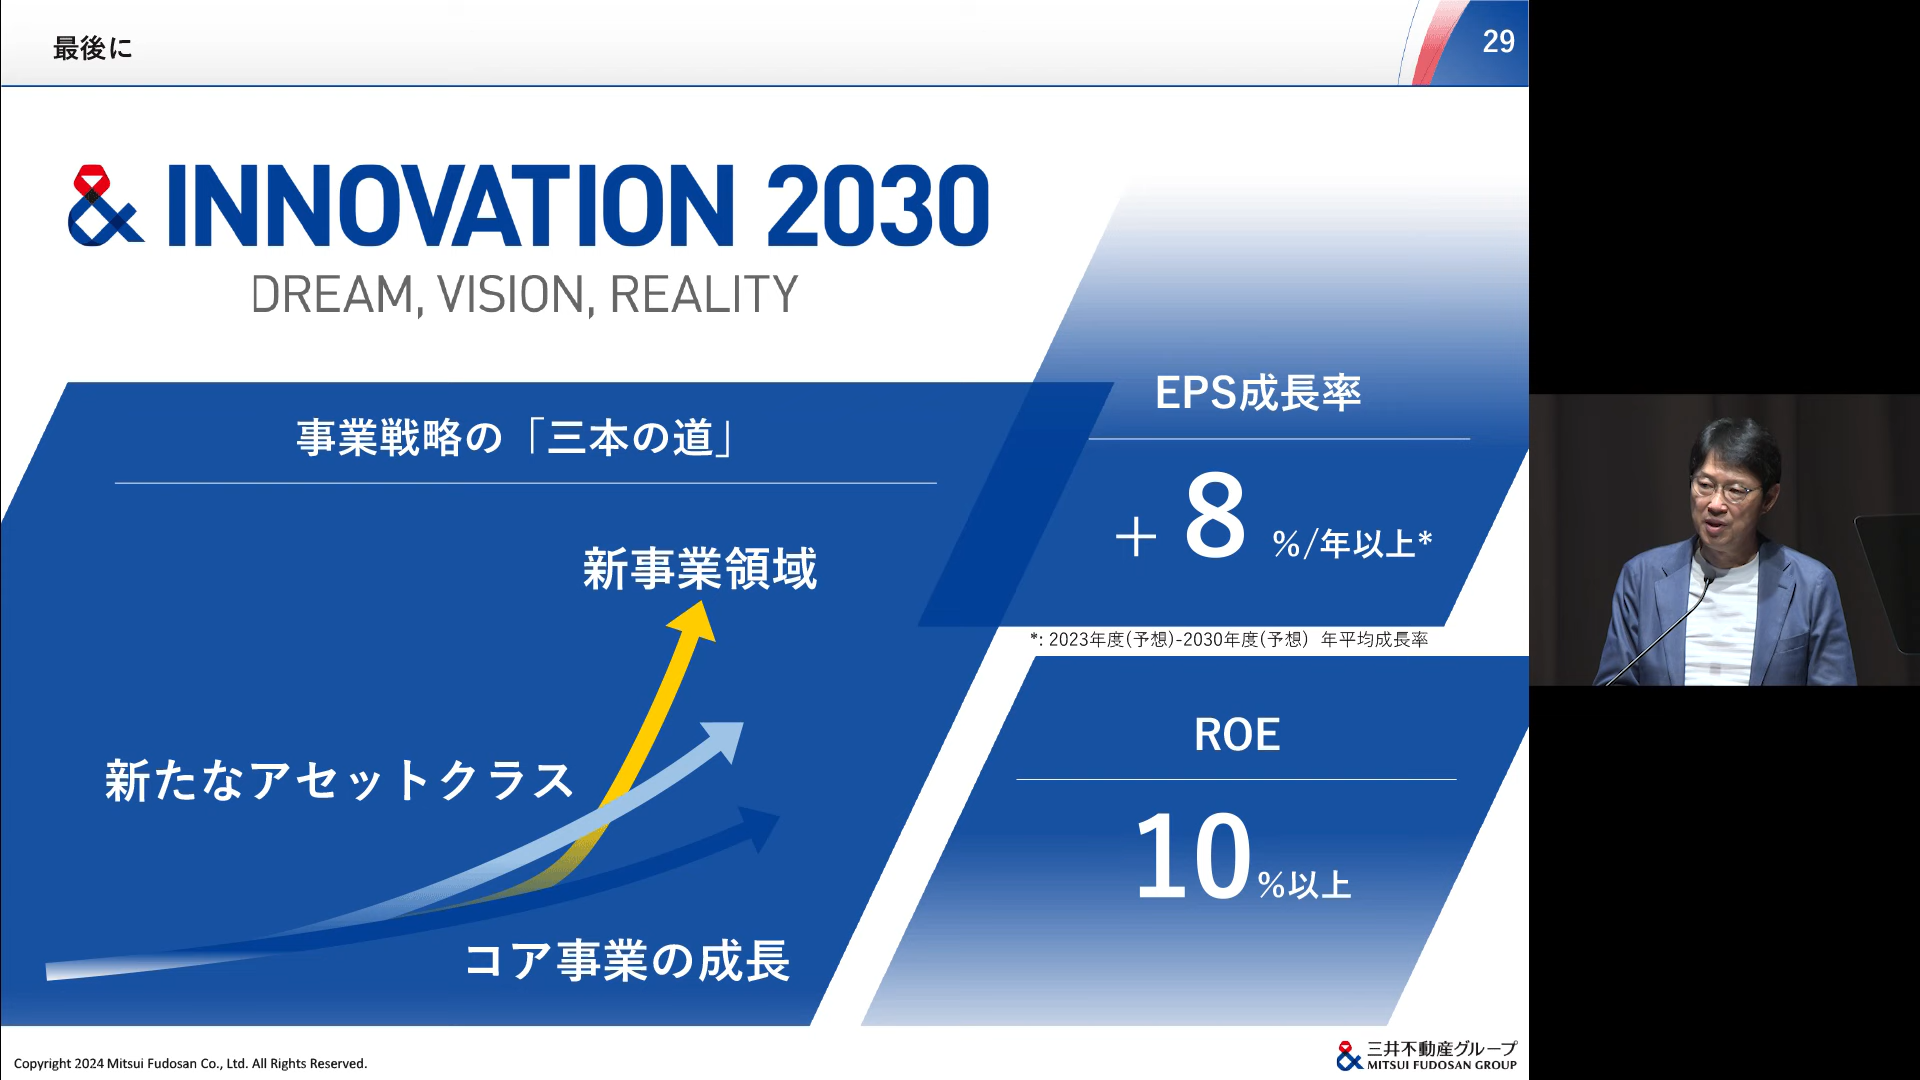 最後に
29
& INNOVATION 2030
DREAM, VISION, REALITY
事業戦略の「三本の道」
新事業領域
新たなアセットクラス
コア事業の成長
EPS成長率
+ 8 %/年以上*
*: 2023年度(予想)-2030年度(予想) 年平均成長率
ROE
10%以上
Copyright 2024 Mitsui Fudosan Co., Ltd. All Rights Reserved.
& 三井不動産グループ
MITSUI FUDOSAN GROUP